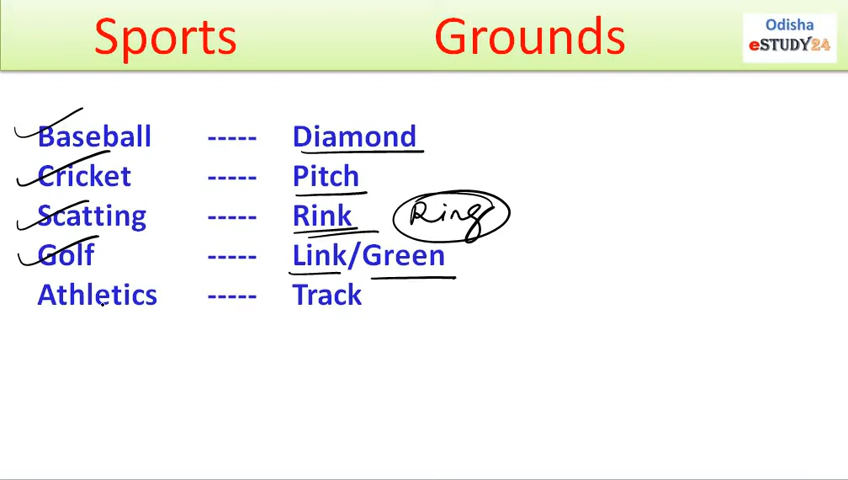 Sports Grounds
Odisha
eSTUDY24
Baseball ----- Diamond
Cricket ----- Pitch
Scatting ----- Rink Ring
Golf ----- Link/Green
Athletics ----- Track